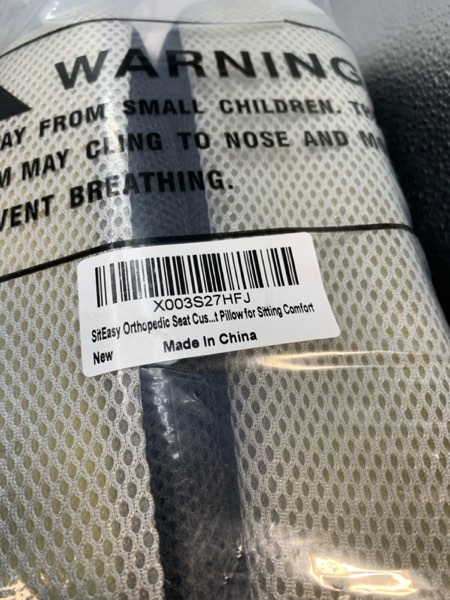 WARNING
AY FROM SMALL CHILDREN. TH
M MAY CLING TO NOSE AND M
VENT BREATHING.
X003S27HFJ
SitEasy Orthopedic Seat Cus...t Pillow for Sitting Comfort
New
Made In China